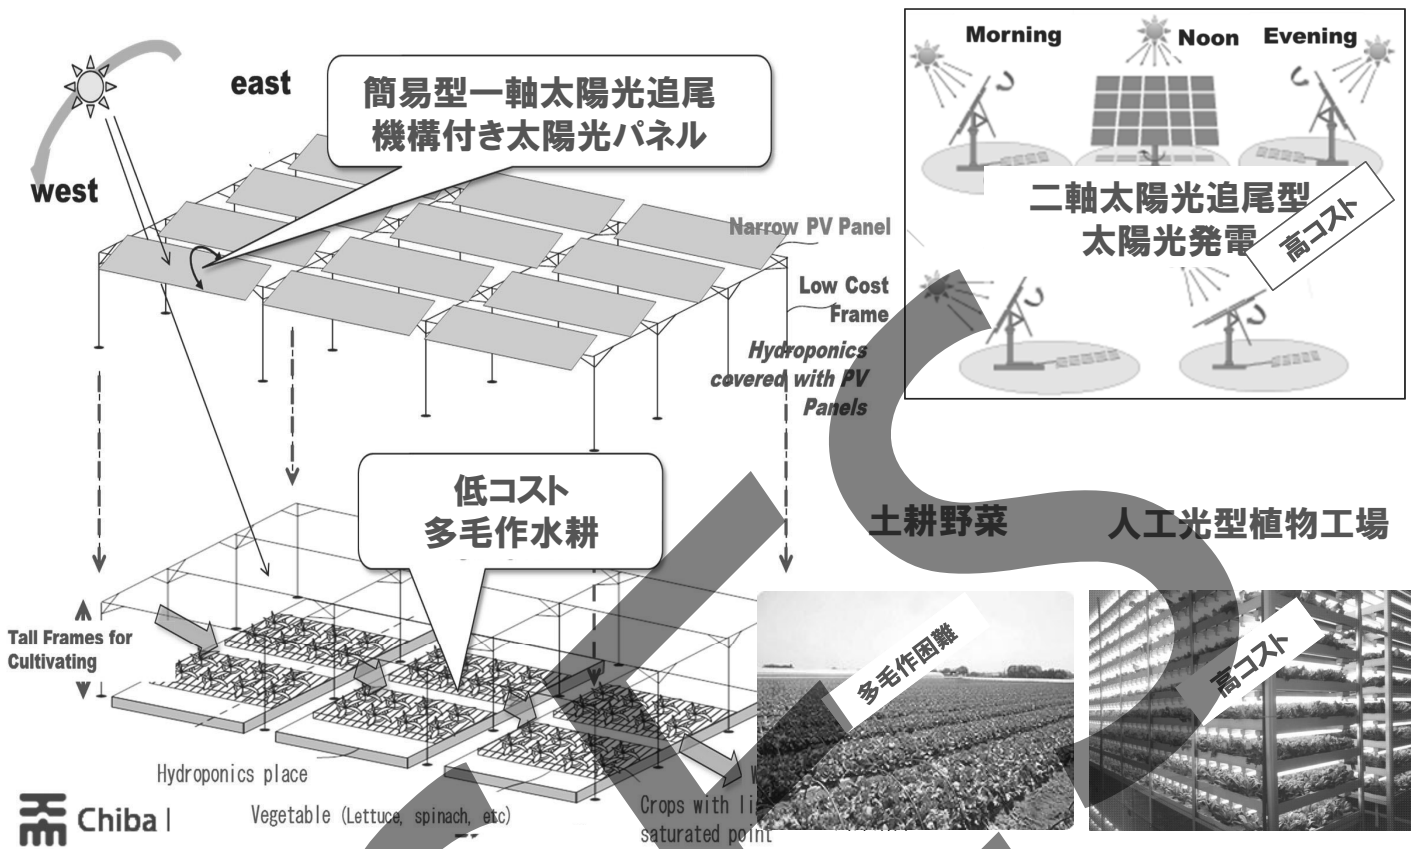 east
west
簡易型一軸太陽光追尾
機構付き太陽光パネル
Narrow PV Panel
Low Cost
Frame
Hydroponics
covered with PV
Panels
Morning
Noon
Evening
二軸太陽光追尾型
太陽光発電
高コスト
低コスト
多毛作水耕
土耕野菜
人工光型植物工場
多毛作困難
高コスト
Tall Frames for
Cultivating
Hydroponics place
Vegetable (Lettuce, spinach, etc)
Crops with li
saturated point
W
Chiba